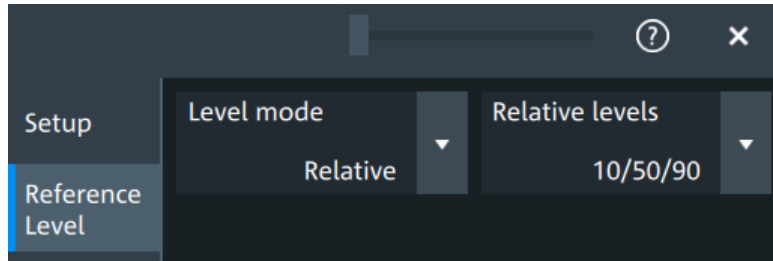 ?
Setup
Level mode
Relative levels
Relative
10/50/90
Reference
Level